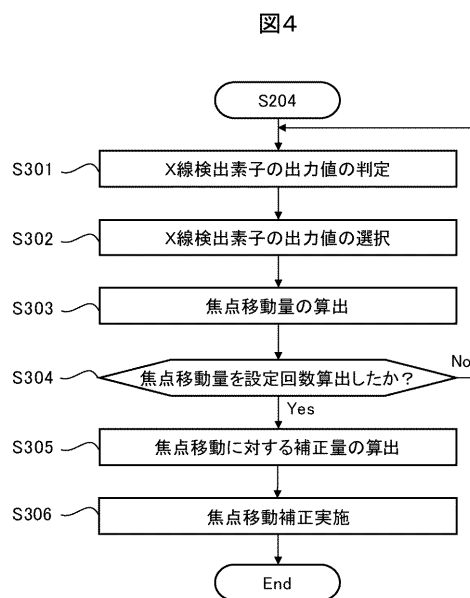 図4
S204
S301
X線検出素子の出力値の判定
S302
X線検出素子の出力値の選択
S303
焦点移動量の算出
S304
焦点移動量を設定回数算出したか？
No
Yes
S305
焦点移動に対する補正量の算出
S306
焦点移動補正実施
End